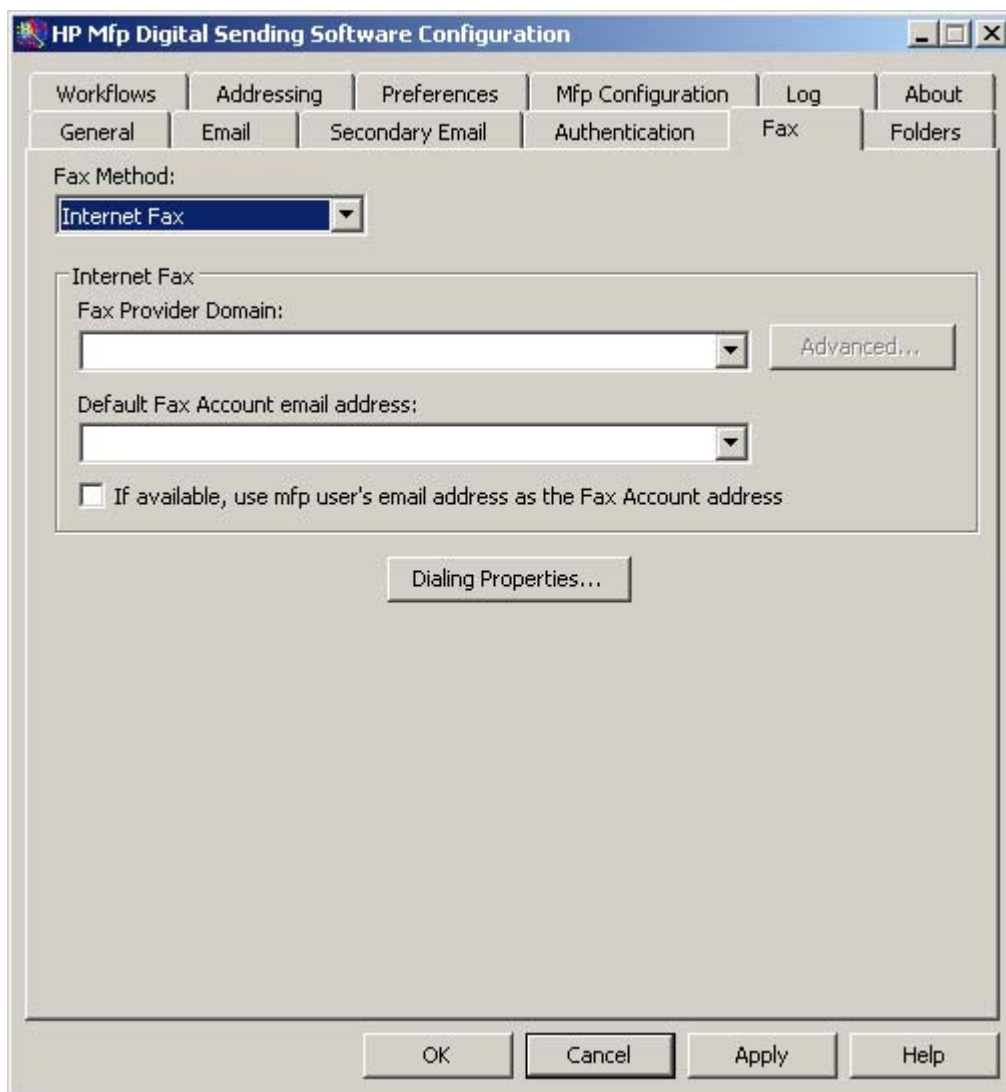 HP Mfp Digital Sending Software Configuration
Workflows Addressing Preferences Mfp Configuration Log About
General Email Secondary Email Authentication Fax Folders
Fax Method:
Internet Fax
Internet Fax
Fax Provider Domain:
Advanced...
Default Fax Account email address:
If available, use mfp user's email address as the Fax Account address
Dialing Properties...
OK Cancel Apply Help